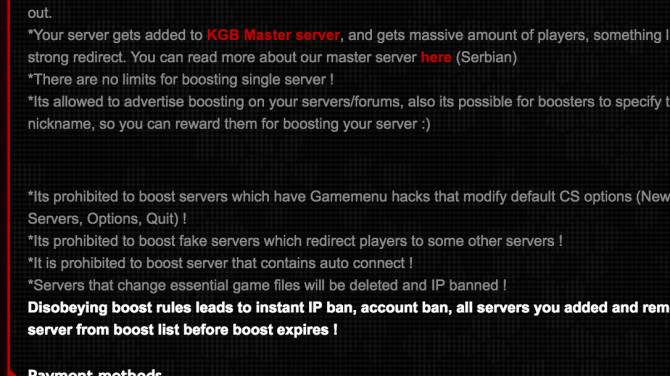 out.
*Your server gets added to KGB Master server, and gets massive amount of players, something l
strong redirect. You can read more about our master server here (Serbian)
*There are no limits for boosting single server !
*Its allowed to advertise boosting on your servers/forums, also its possible for boosters to specify t
nickname, so you can reward them for boosting your server :)
*Its prohibited to boost servers which have Gamemenu hacks that modify default CS options (New
Servers, Options, Quit) !
*Its prohibited to boost fake servers which redirect players to some other servers !
*It is prohibited to boost server that contains auto connect !
*Servers that change essential game files will be deleted and IP banned !
Disobeying boost rules leads to instant IP ban, account ban, all servers you added and rem
server from boost list before boost expires !
Payment methods